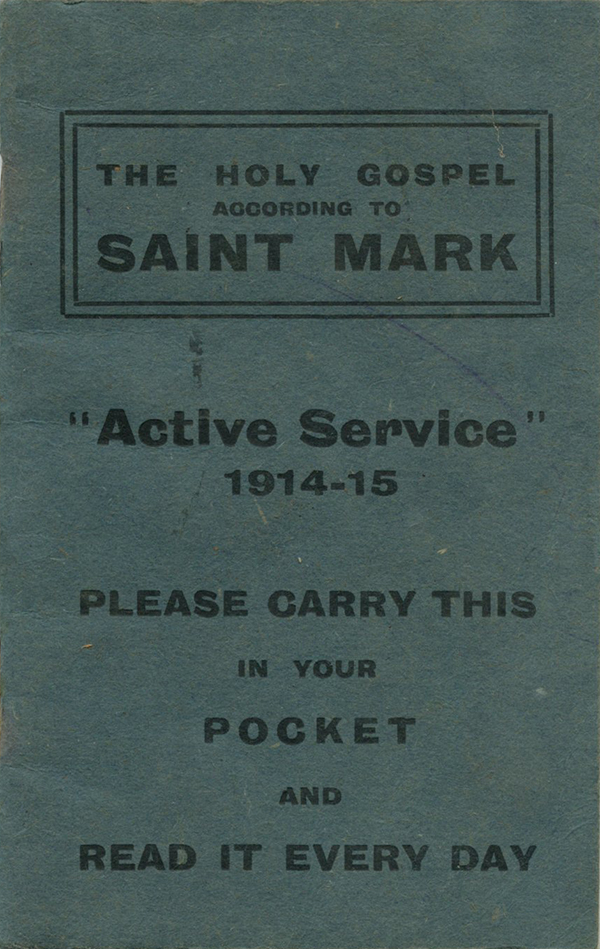 THE HOLY GOSPEL
ACCORDING TO
SAINT MARK
"Active Service"
1914-15
PLEASE CARRY THIS
IN YOUR
POCKET
AND
READ IT EVERY DAY